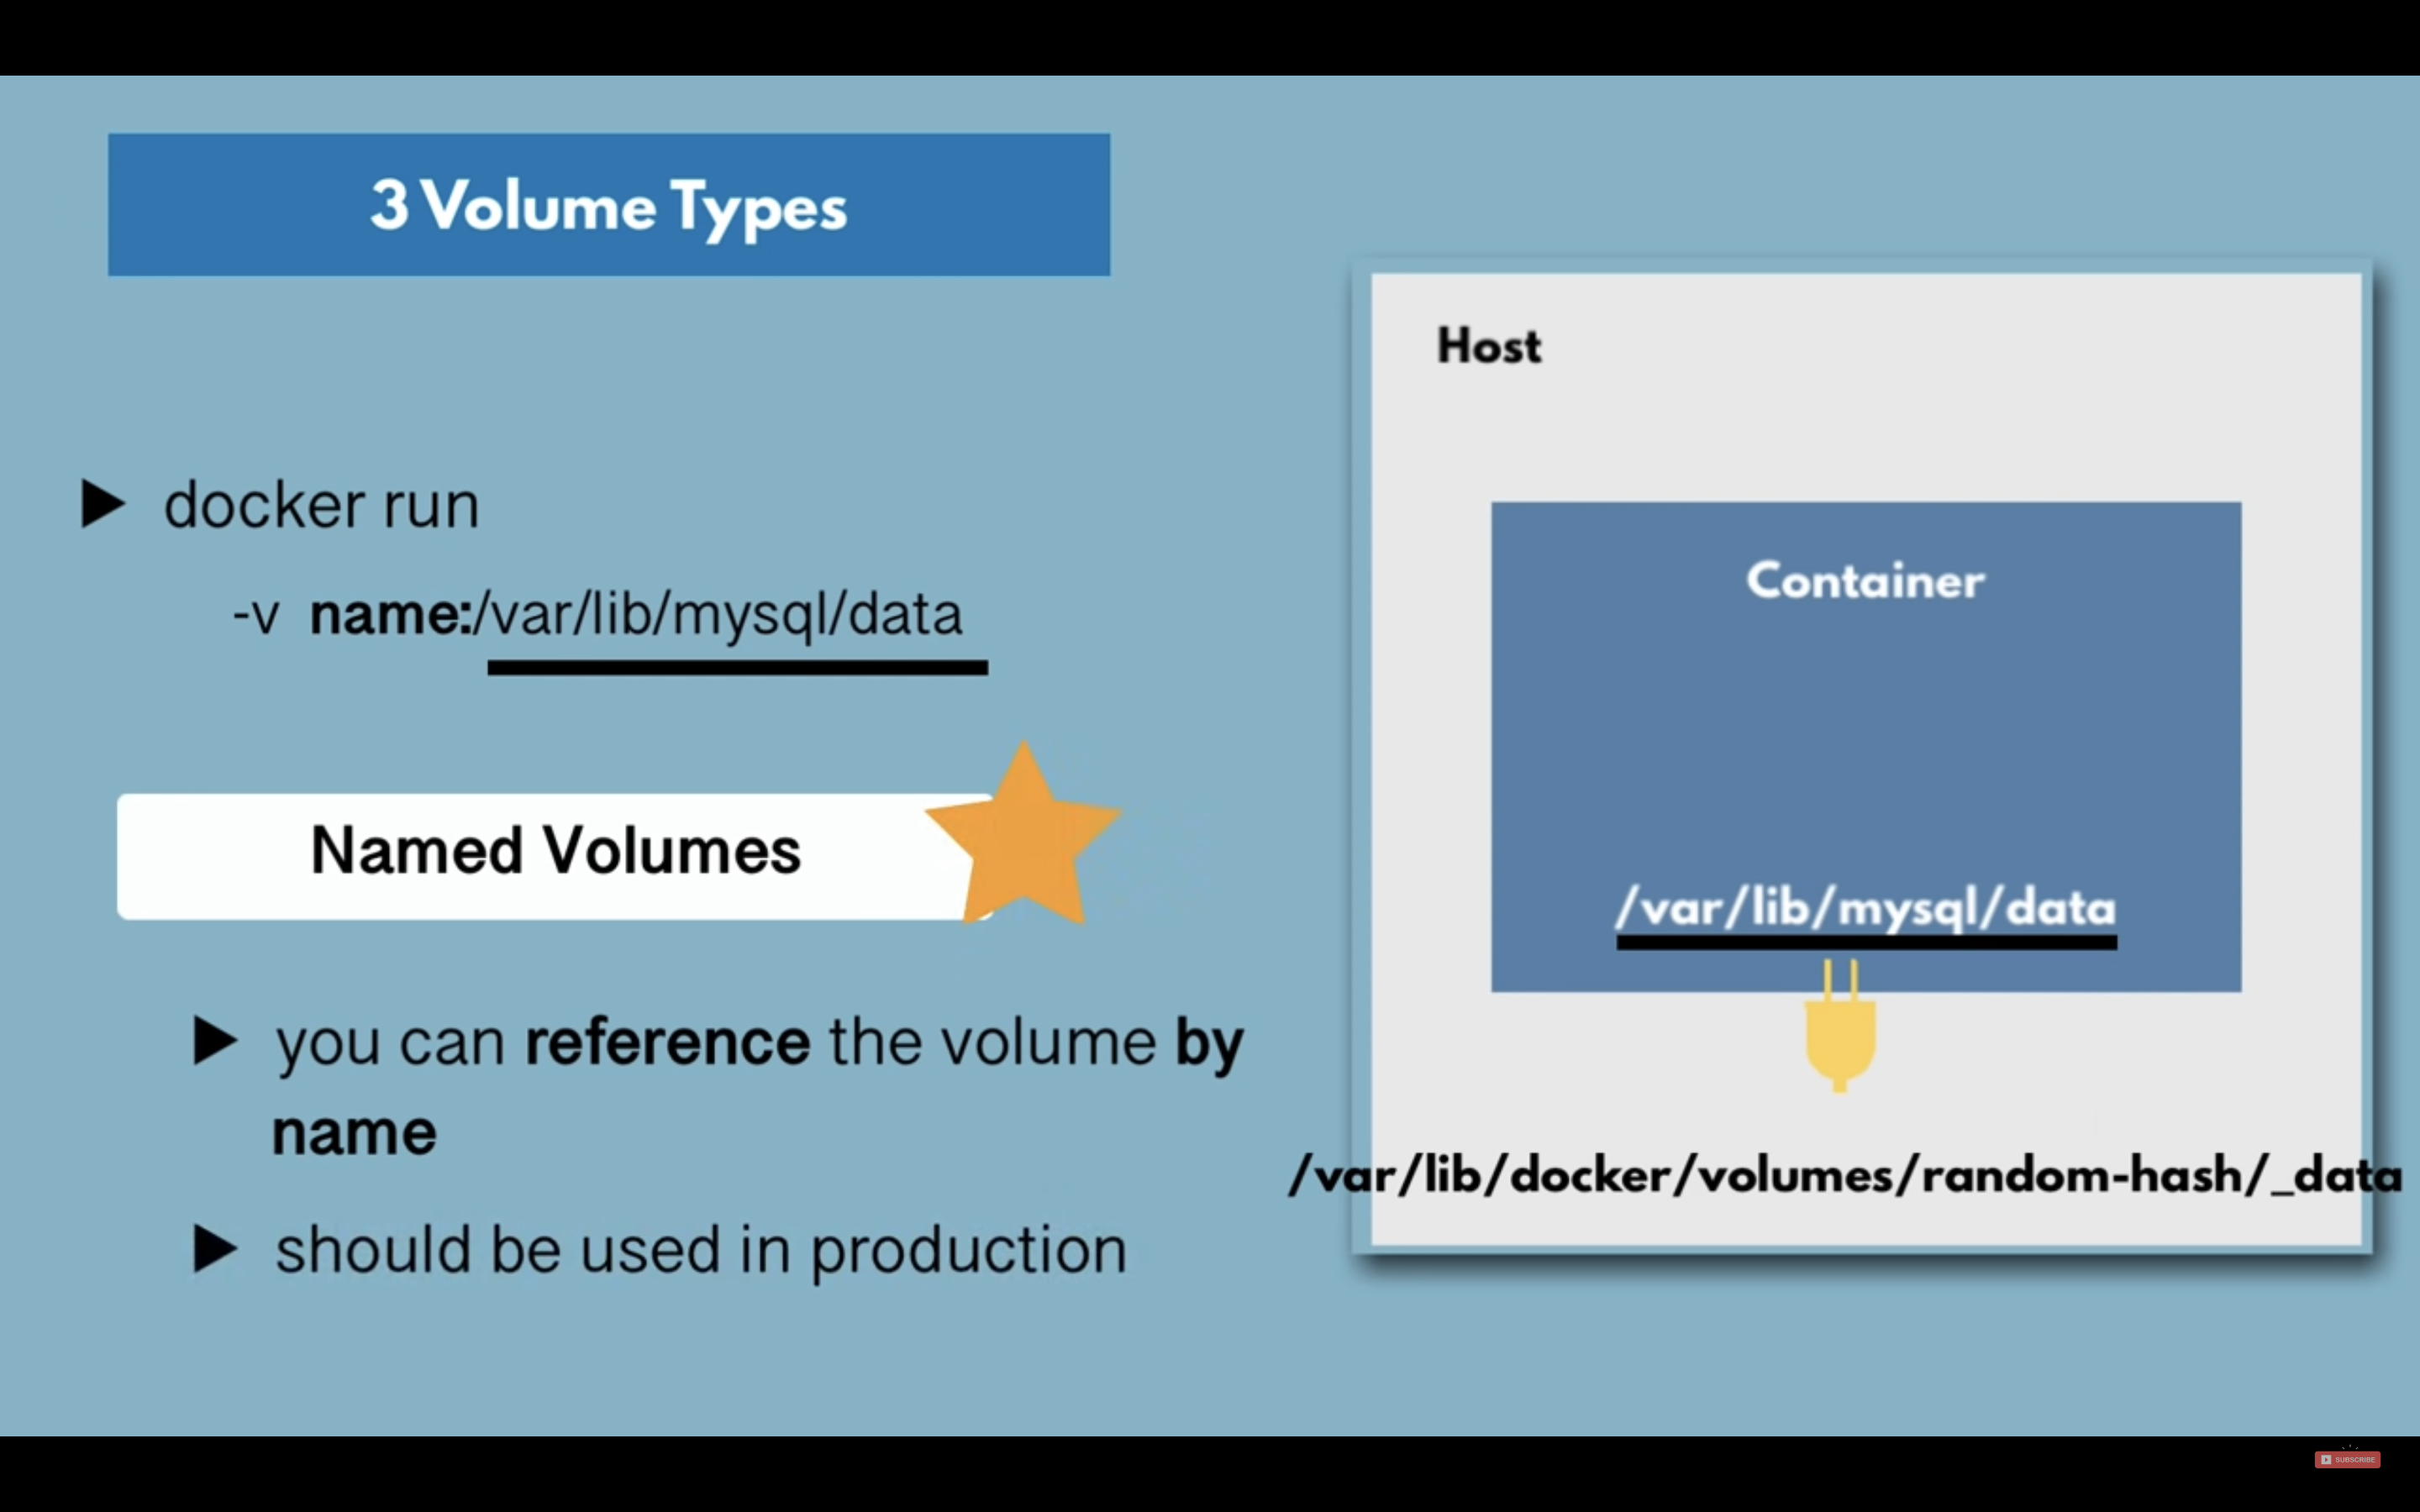 3 Volume Types
▶ docker run
-v name:/var/lib/mysql/data
Named Volumes
▶ you can reference the volume by
name
▶ should be used in production
Host
Container
/var/lib/mysql/data
/var/lib/docker/volumes/random-hash/_data
SUBSCRIBE